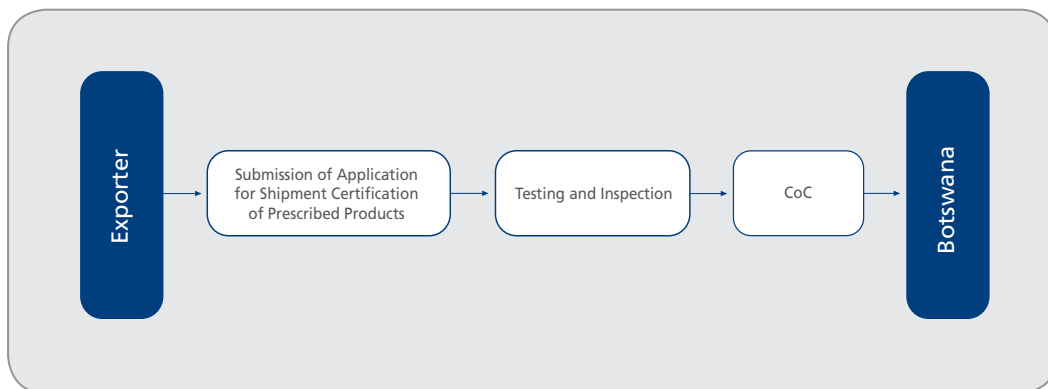 Exporter
Submission of Application
for Shipment Certification
of Prescribed Products
Testing and Inspection
CoC
Botswana